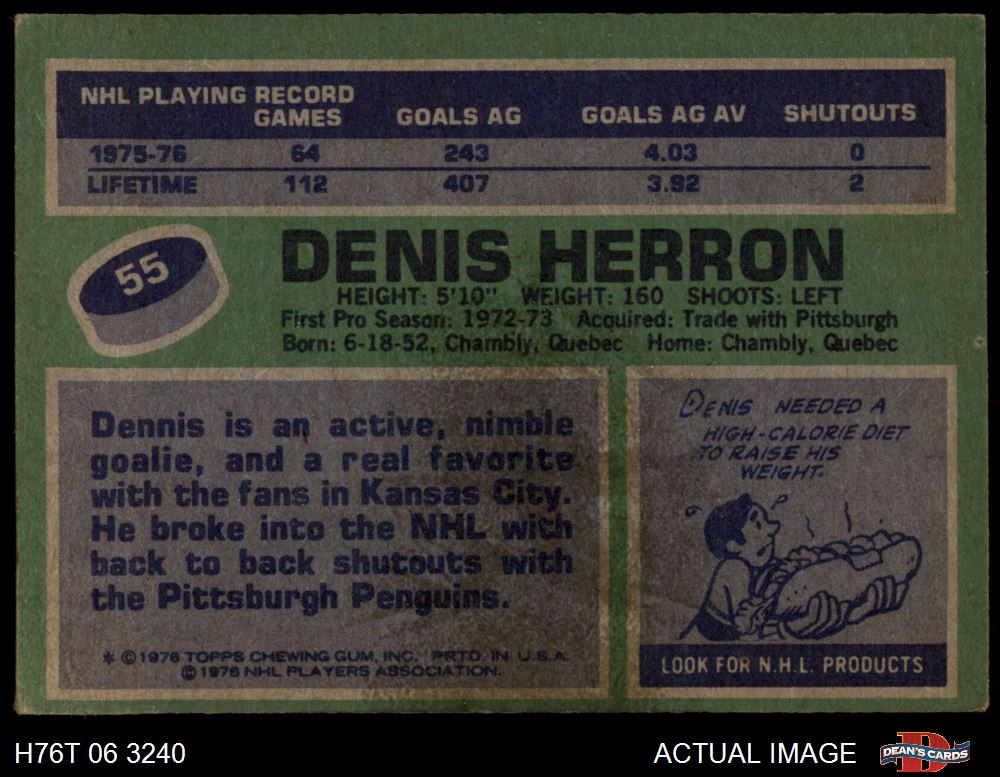 NHL PLAYING RECORD
GAMES GOALS AG GOALS AG AV SHUTOUTS
1975-76 64 243 4.03 0
LIFETIME 112 407 3.92 2
55
DENIS HERRON
HEIGHT: 5'10" WEIGHT: 160 SHOOTS: LEFT
First Pro Season: 1972-73 Acquired: Trade with Pittsburgh
Born: 6-18-52, Chambly, Quebec Home: Chambly, Quebec
Dennis is an active, nimble
goalie, and a real favorite
with the fans in Kansas City.
He broke into the NHL with
back to back shutouts with
the Pittsburgh Penguins.
* © 1976 TOPPS CHEWING GUM, INC. PRTD. IN U.S.A.
© 1976 NHL PLAYERS ASSOCIATION.
DENIS NEEDED A
HIGH-CALORIE DIET
TO RAISE HIS
WEIGHT.
LOOK FOR N.H.L. PRODUCTS
H76T 06 3240
ACTUAL IMAGE
D
DEAN'S CARDS